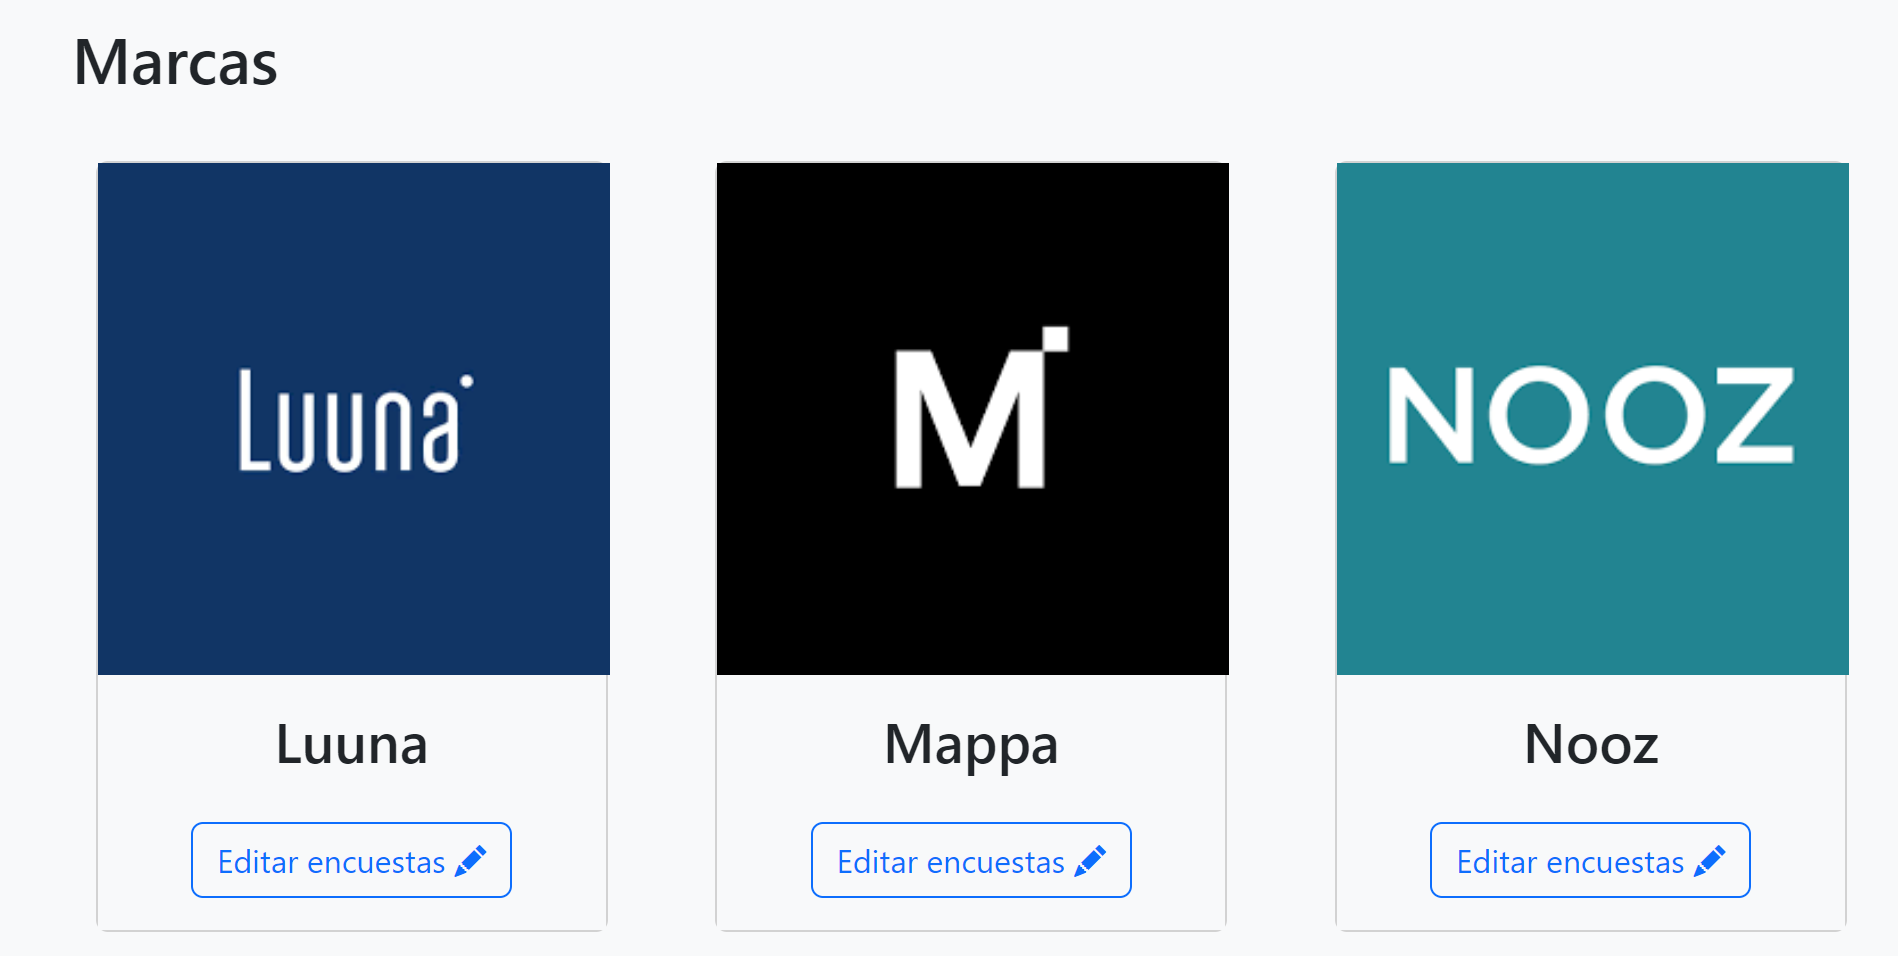 Marcas
Luuna
M
NOOZ
Luuna
Mappa
Nooz
Editar encuestas
Editar encuestas
Editar encuestas